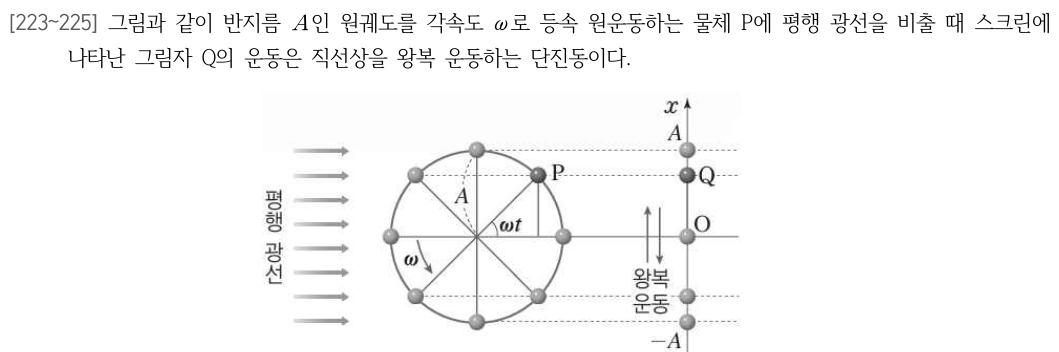 [223~225] 그림과 같이 반지름 A인 원궤도를 각속도 ω로 등속 원운동하는 물체 P에 평행 광선을 비출 때 스크린에
나타난 그림자 Q의 운동은 직선상을 왕복 운동하는 단진동이다.
x
A
P
Q
A
평행 광선
ωt
O
ω
왕복
운동
-A